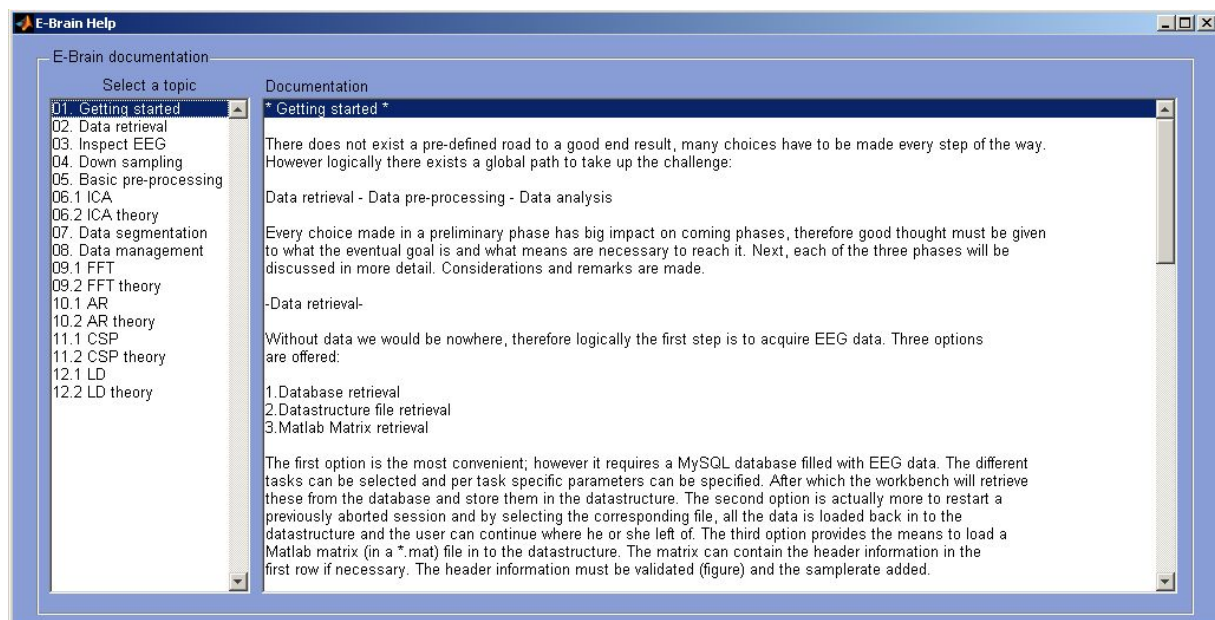 E-Brain Help
E-Brain documentation
Select a topic
01. Getting started
02. Data retrieval
03. Inspect EEG
04. Down sampling
05. Basic pre-processing
06.1 ICA
06.2 ICA theory
07. Data segmentation
08. Data management
09.1 FFT
09.2 FFT theory
10.1 AR
10.2 AR theory
11.1 CSP
11.2 CSP theory
12.1 LD
12.2 LD theory
Documentation
* Getting started *
There does not exist a pre-defined road to a good end result, many choices have to be made every step of the way.
However logically there exists a global path to take up the challenge:
Data retrieval - Data pre-processing - Data analysis
Every choice made in a preliminary phase has big impact on coming phases, therefore good thought must be given
to what the eventual goal is and what means are necessary to reach it. Next, each of the three phases will be
discussed in more detail. Considerations and remarks are made.
-Data retrieval-
Without data we would be nowhere, therefore logically the first step is to acquire EEG data. Three options
are offered:
1.Database retrieval
2.Datastructure file retrieval
3.Matlab Matrix retrieval
The first option is the most convenient; however it requires a MySQL database filled with EEG data. The different
tasks can be selected and per task specific parameters can be specified. After which the workbench will retrieve
these from the database and store them in the datastructure. The second option is actually more to restart a
previously aborted session and by selecting the corresponding file, all the data is loaded back in to the
datastructure and the user can continue where he or she left of. The third option provides the means to load a
Matlab matrix (in a *.mat) file in to the datastructure. The matrix can contain the header information in the
first row if necessary. The header information must be validated (figure) and the samplerate added.